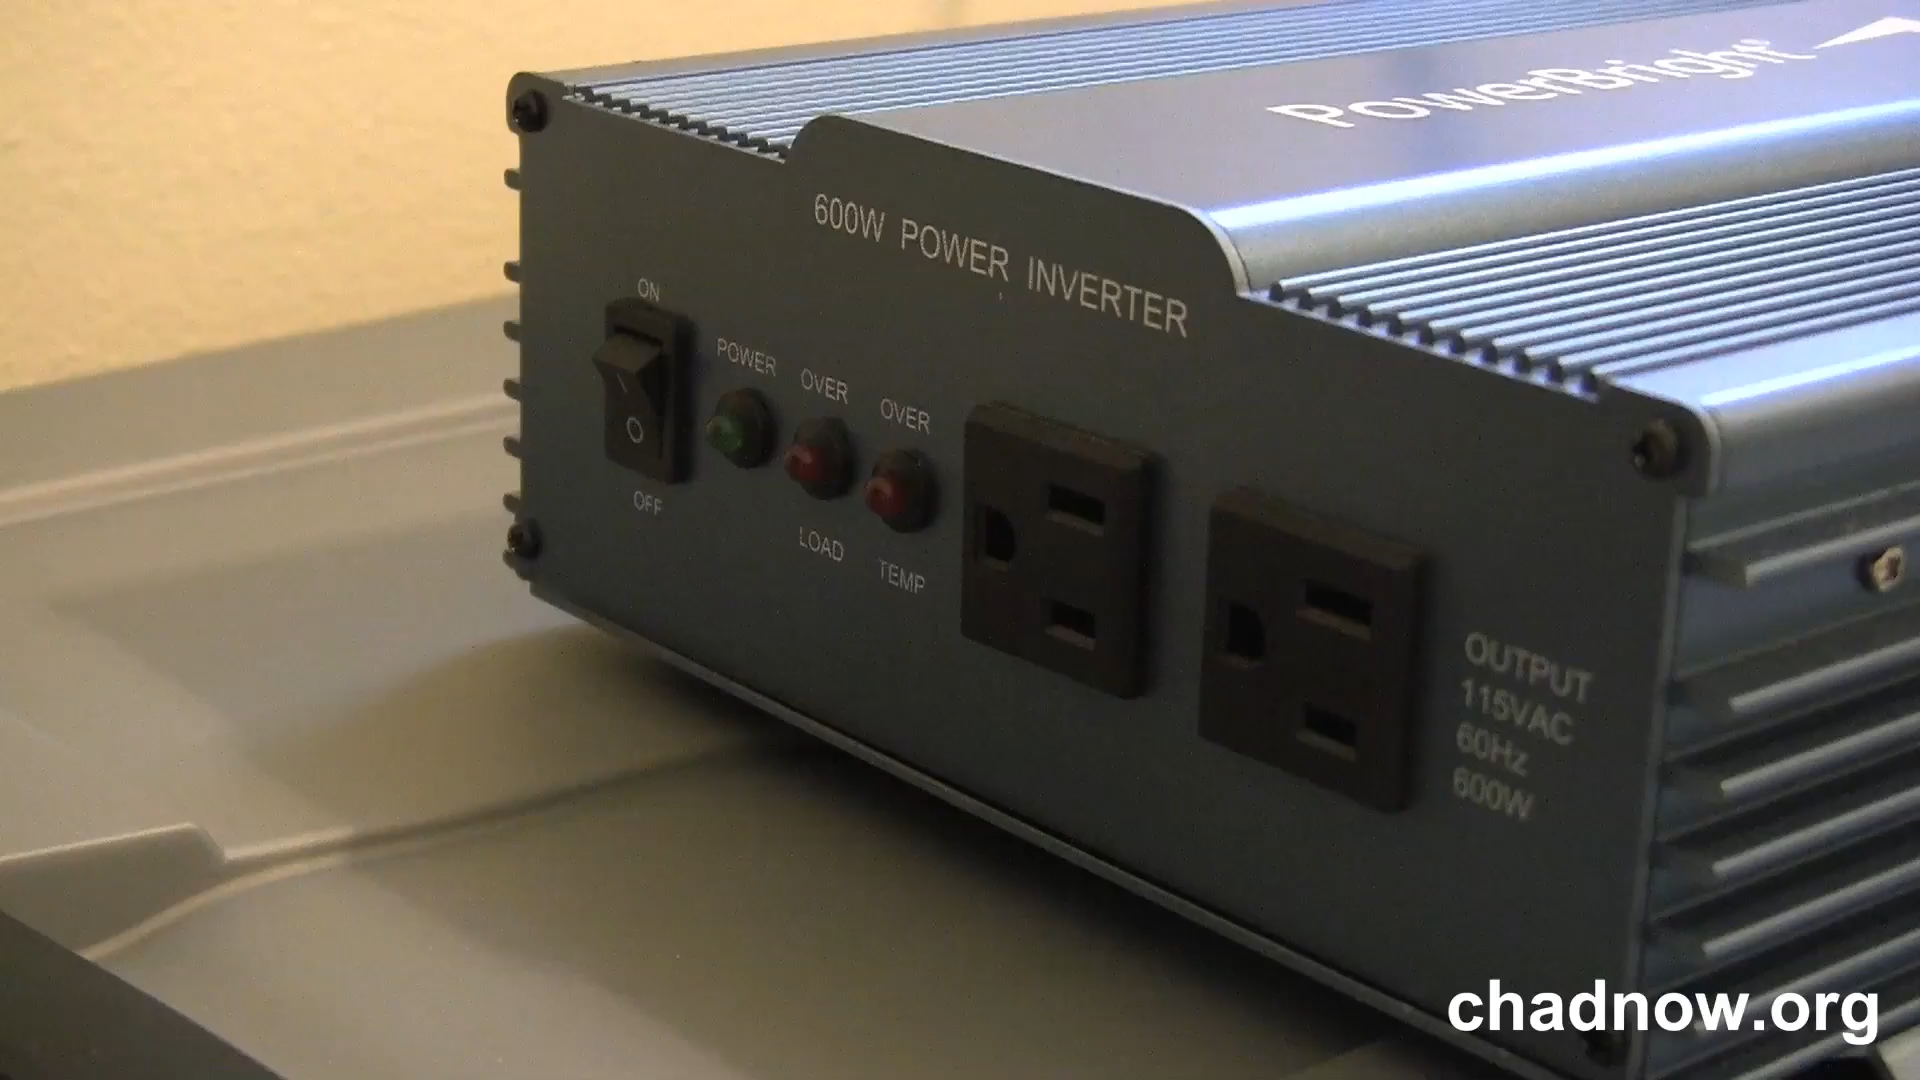 PowerBright
600W POWER INVERTER
ON
OFF
POWER
OVER
LOAD
OVER
TEMP
OUTPUT
115VAC
60Hz
600W
chadnow.org